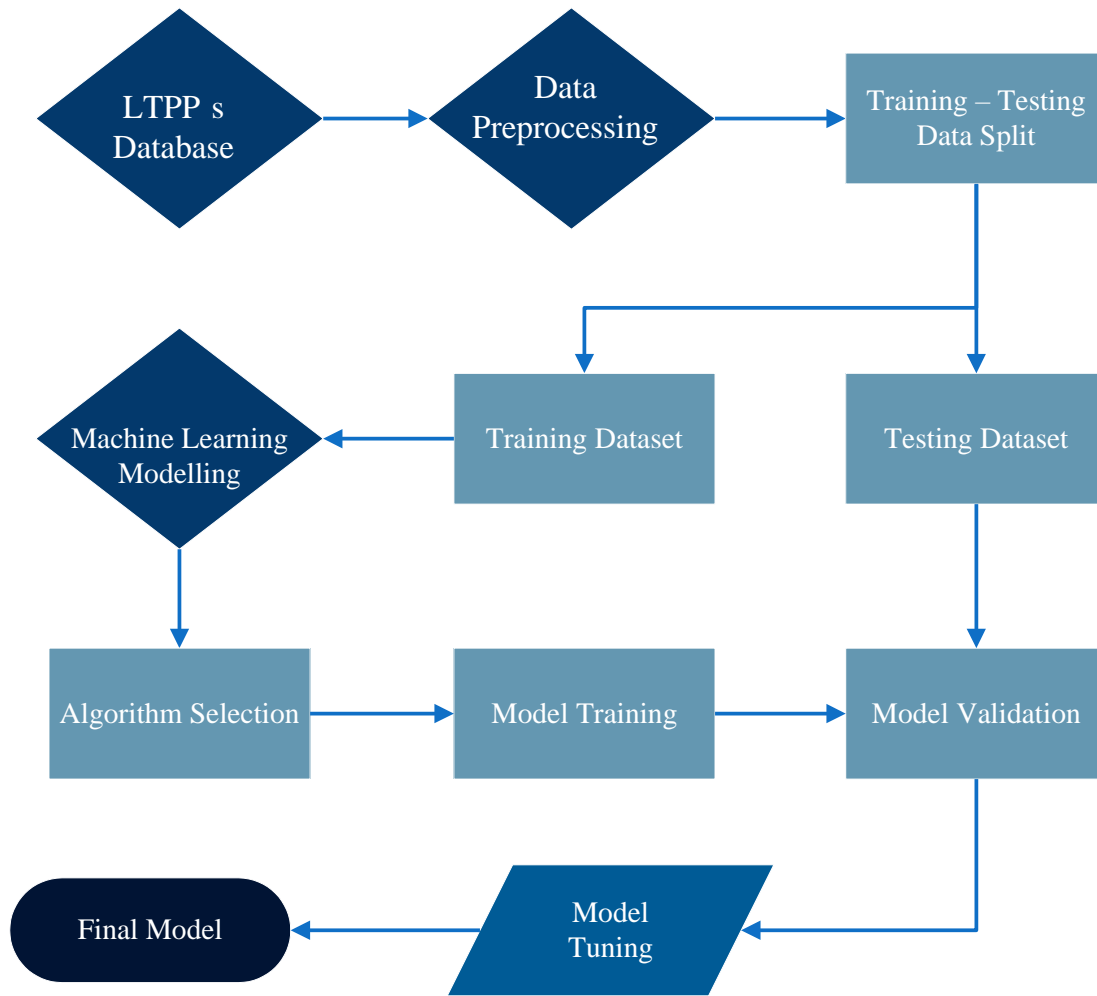 LTPP s
Database
Data
Preprocessing
Training – Testing
Data Split
Machine Learning
Modelling
Training Dataset
Testing Dataset
Algorithm Selection
Model Training
Model Validation
Final Model
Model
Tuning